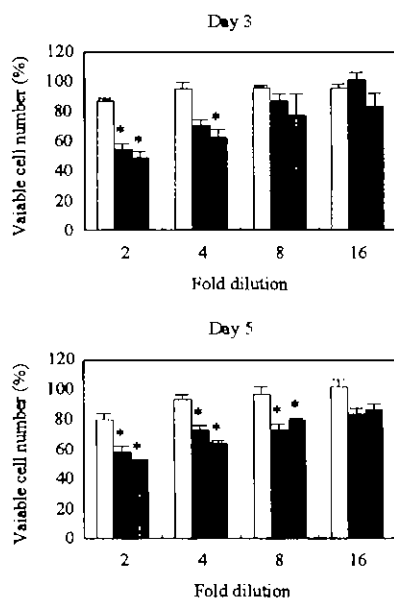 Day 3
Vaiable cell number (%)
120
100
80
60
40
20
0
* *
*
2 4 8 16
Fold dilution
Day 5
Vaiable cell number (%)
120
100
80
60
40
20
0
* *
* *
* *
2 4 8 16
Fold dilution